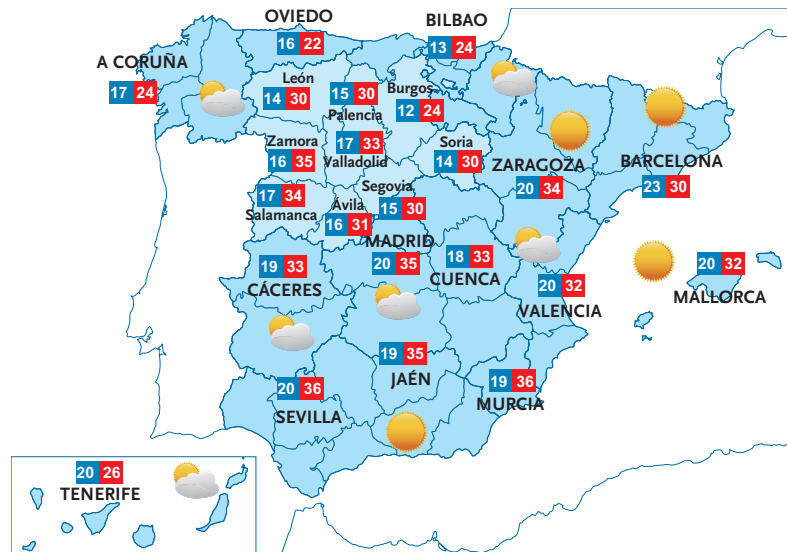 OVIEDO
16 22
BILBAO
13 24
A CORUÑA
17 24
León
14 30
15 30
Palencia
Burgos
12 24
Zamora
16 35
17 33
Valladolid
Soria
14 30
ZARAGOZA
20 34
BARCELONA
23 30
17 34
Salamanca
Ávila
16 31
Segovia
15 30
MADRID
20 35
18 33
CUENCA
19 33
CÁCERES
20 32
VALENCIA
20 32
MALLORCA
19 35
JAÉN
20 36
SEVILLA
19 36
MURCIA
20 26
TENERIFE